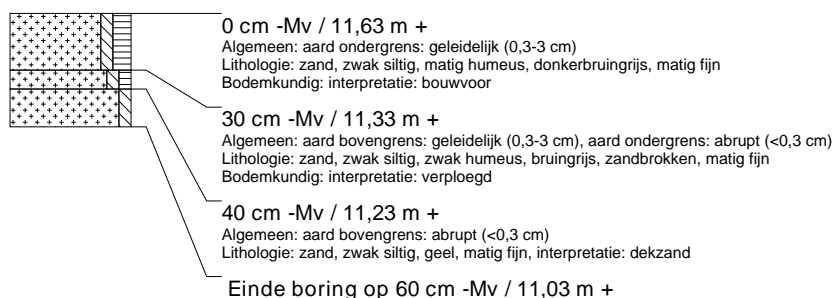 0 cm -Mv / 11,63 m +
Algemeen: aard ondergrens: geleidelijk (0,3-3 cm)
Lithologie: zand, zwak siltig, matig humeus, donkerbruingrijs, matig fijn
Bodemkundig: interpretatie: bouwvoor
30 cm -Mv / 11,33 m +
Algemeen: aard bovengrens: geleidelijk (0,3-3 cm), aard ondergrens: abrupt (<0,3 cm)
Lithologie: zand, zwak siltig, zwak humeus, bruingrijs, zandbrokken, matig fijn
Bodemkundig: interpretatie: verploegd
40 cm -Mv / 11,23 m +
Algemeen: aard bovengrens: abrupt (<0,3 cm)
Lithologie: zand, zwak siltig, geel, matig fijn, interpretatie: dekzand
Einde boring op 60 cm -Mv / 11,03 m +